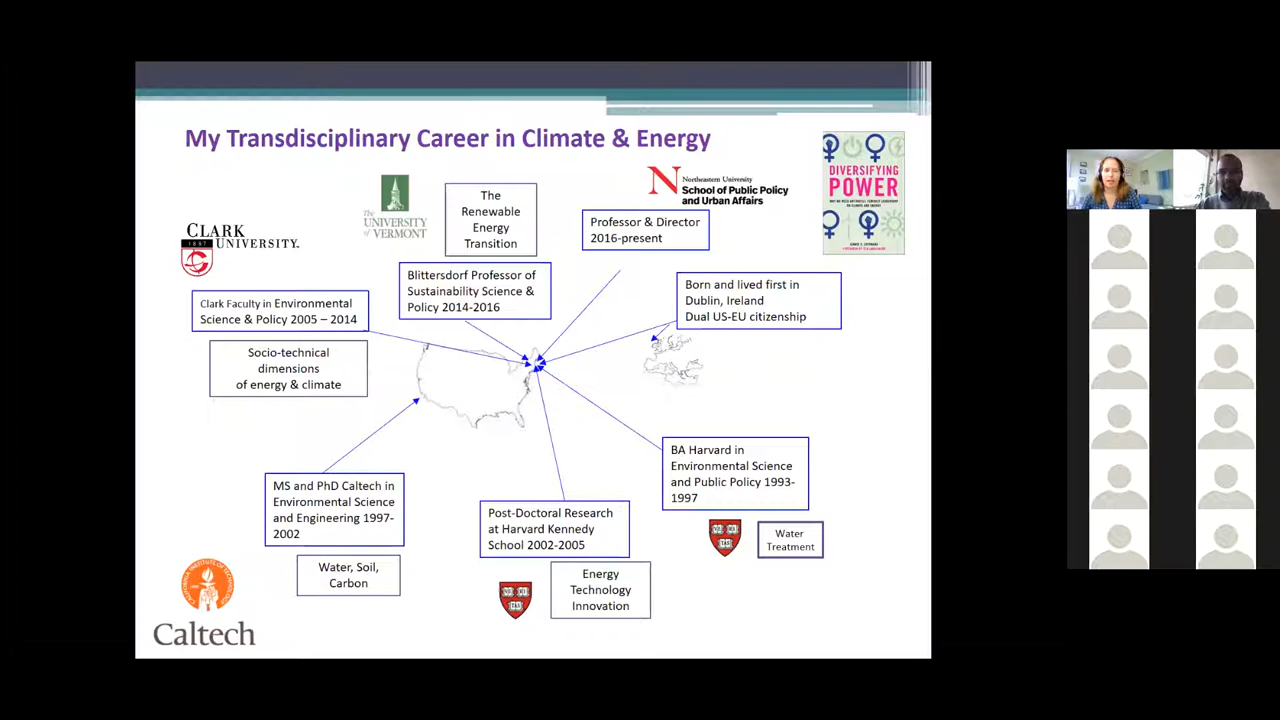 My Transdisciplinary Career in Climate & Energy
CLARK
1887 UNIVERSITY
The
UNIVERSITY
of VERMONT
The
Renewable
Energy
Transition
N
Northeastern University
School of Public Policy
and Urban Affairs
Professor & Director
2016-present
DIVERSIFYING
POWER
Clark Faculty in Environmental
Science & Policy 2005 – 2014
Socio-technical
dimensions
of energy & climate
Blittersdorf Professor of
Sustainability Science &
Policy 2014-2016
Born and lived first in
Dublin, Ireland
Dual US-EU citizenship
MS and PhD Caltech in
Environmental Science
and Engineering 1997-
2002
Water, Soil,
Carbon
Caltech
Post-Doctoral Research
at Harvard Kennedy
School 2002-2005
Energy
Technology
Innovation
BA Harvard in
Environmental Science
and Public Policy 1993-
1997
Water
Treatment